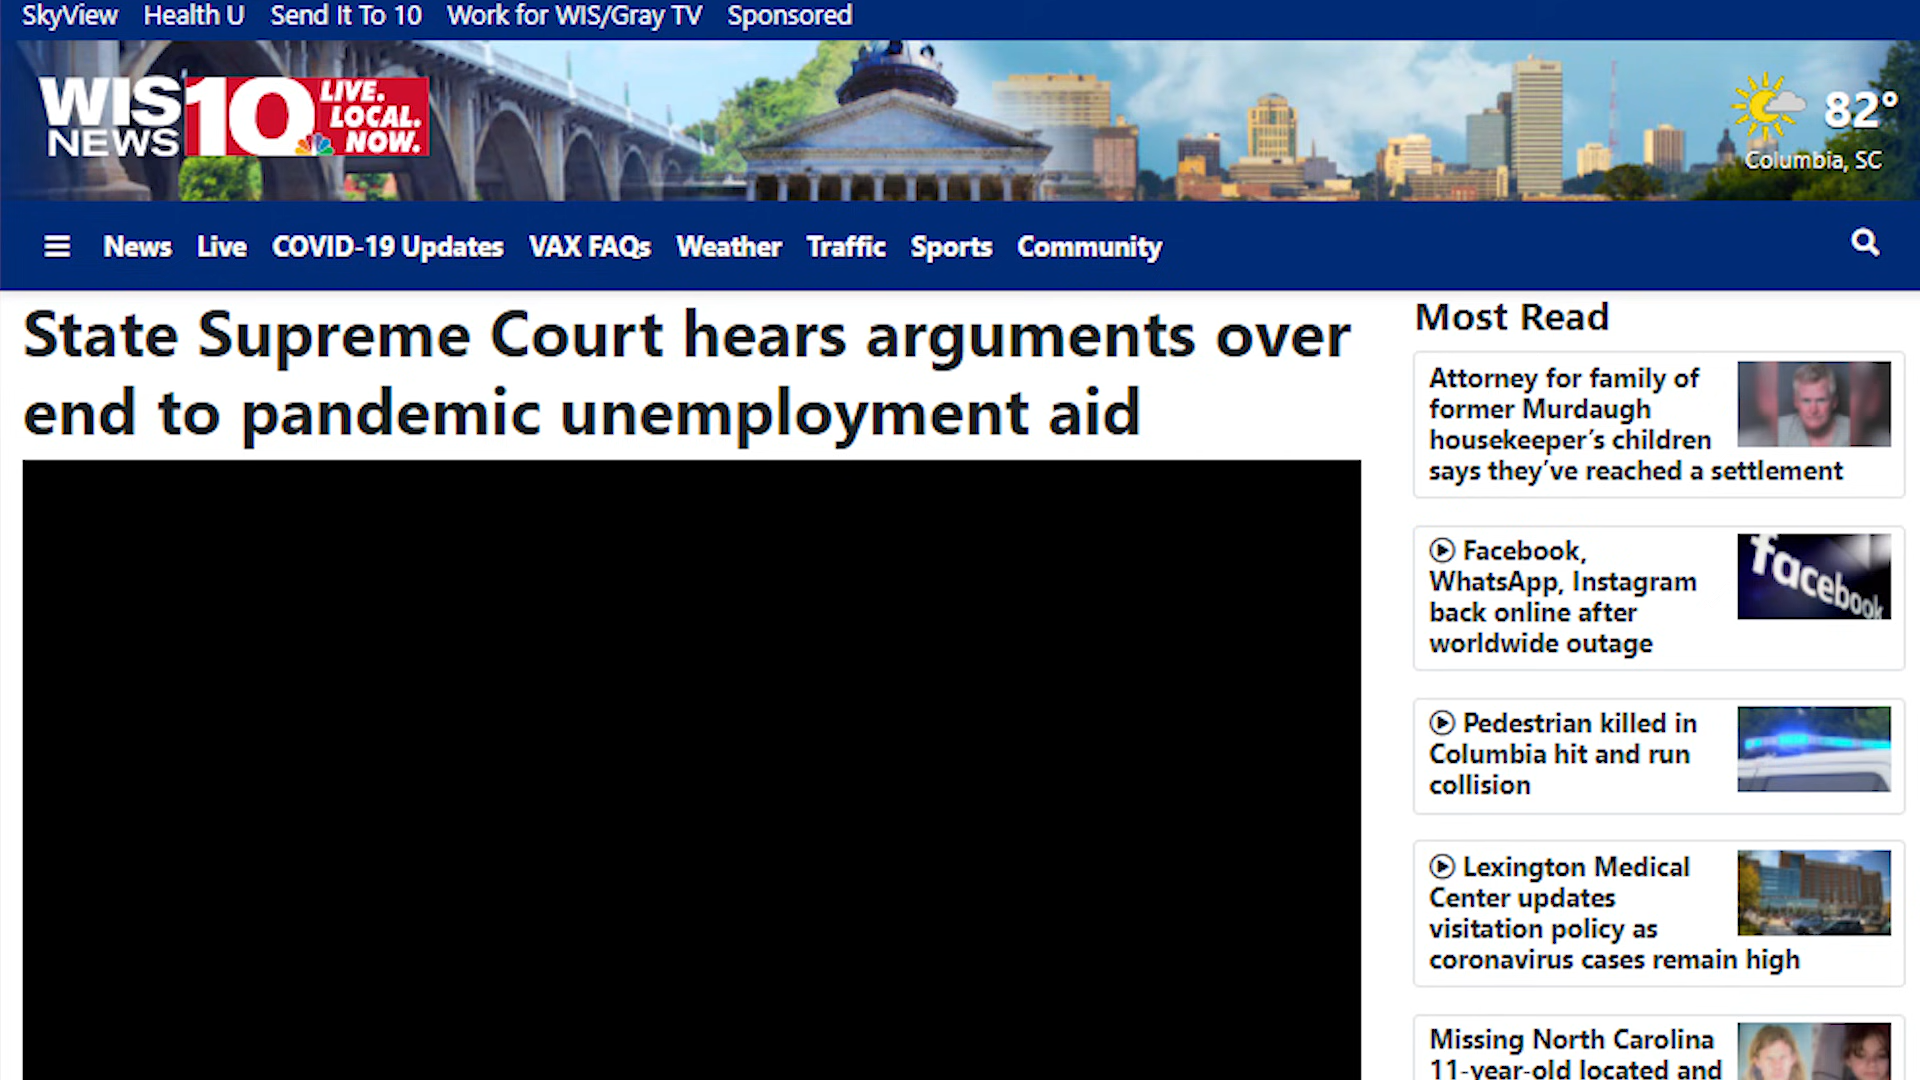 SkyView Health U Send It To 10 Work for WIS/Gray TV Sponsored
WIS NEWS 10 LIVE. LOCAL. NOW.
82°
Columbia, SC
News Live COVID-19 Updates VAX FAQs Weather Traffic Sports Community
State Supreme Court hears arguments over
end to pandemic unemployment aid
Most Read
Attorney for family of
former Murdaugh
housekeeper’s children
says they’ve reached a settlement
Facebook,
WhatsApp, Instagram
back online after
worldwide outage
facebook
Pedestrian killed in
Columbia hit and run
collision
Lexington Medical
Center updates
visitation policy as
coronavirus cases remain high
Missing North Carolina
11-year-old located and